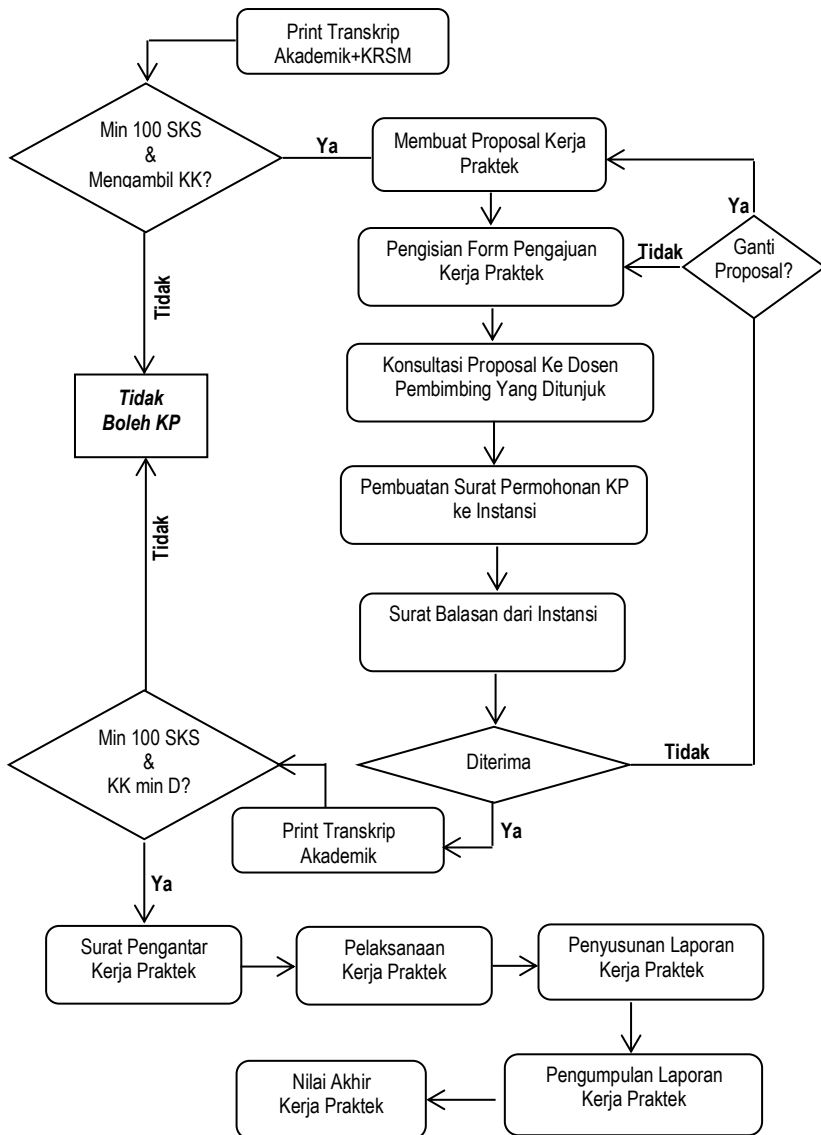 Print Transkrip
Akademik+KRSM
Min 100 SKS
&
Mengambil KK?
Ya
Membuat Proposal Kerja
Praktek
Ya
Pengisian Form Pengajuan
Kerja Praktek
Tidak
Ganti
Proposal?
Tidak
Konsultasi Proposal Ke Dosen
Pembimbing Yang Ditunjuk
Tidak
Boleh KP
Pembuatan Surat Permohonan KP
ke Instansi
Tidak
Surat Balasan dari Instansi
Min 100 SKS
&
KK min D?
Diterima
Tidak
Print Transkrip
Akademik
Ya
Ya
Surat Pengantar
Kerja Praktek
Pelaksanaan
Kerja Praktek
Penyusunan Laporan
Kerja Praktek
Nilai Akhir
Kerja Praktek
Pengumpulan Laporan
Kerja Praktek